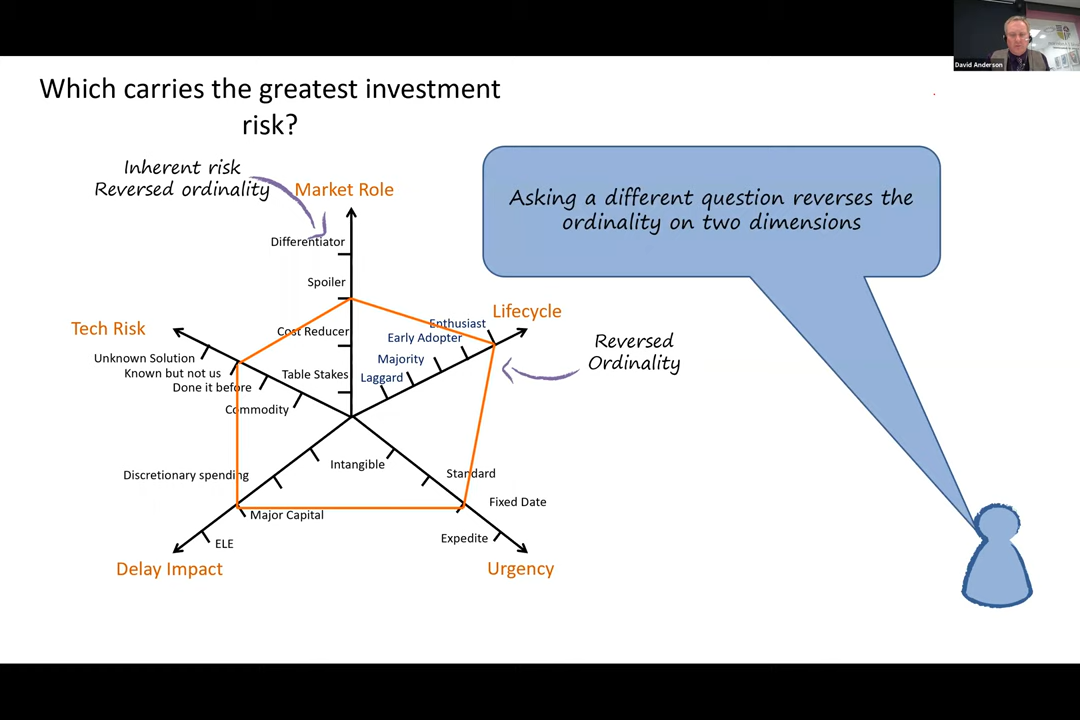 David Anderson
Which carries the greatest investment
risk?
Inherent risk
Reversed ordinality
Market Role
Asking a different question reverses the
ordinality on two dimensions
Differentiator
Spoiler
Cost Reducer
Table Stakes
Lifecycle
Enthusiast
Early Adopter
Majority
Laggard
Reversed
Ordinality
Tech Risk
Unknown Solution
Known but not us
Done it before
Commodity
Discretionary spending
Major Capital
ELE
Delay Impact
Intangible
Standard
Fixed Date
Expedite
Urgency